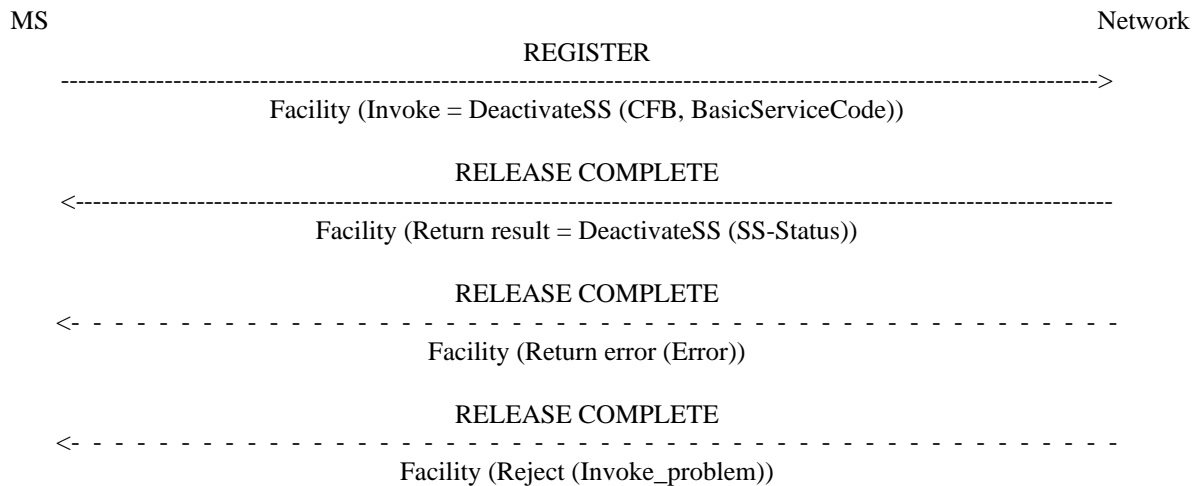 MS Network
REGISTER
Facility (Invoke = DeactivateSS (CFB, BasicServiceCode))
RELEASE COMPLETE
Facility (Return result = DeactivateSS (SS-Status))
RELEASE COMPLETE
Facility (Return error (Error))
RELEASE COMPLETE
Facility (Reject (Invoke_problem))